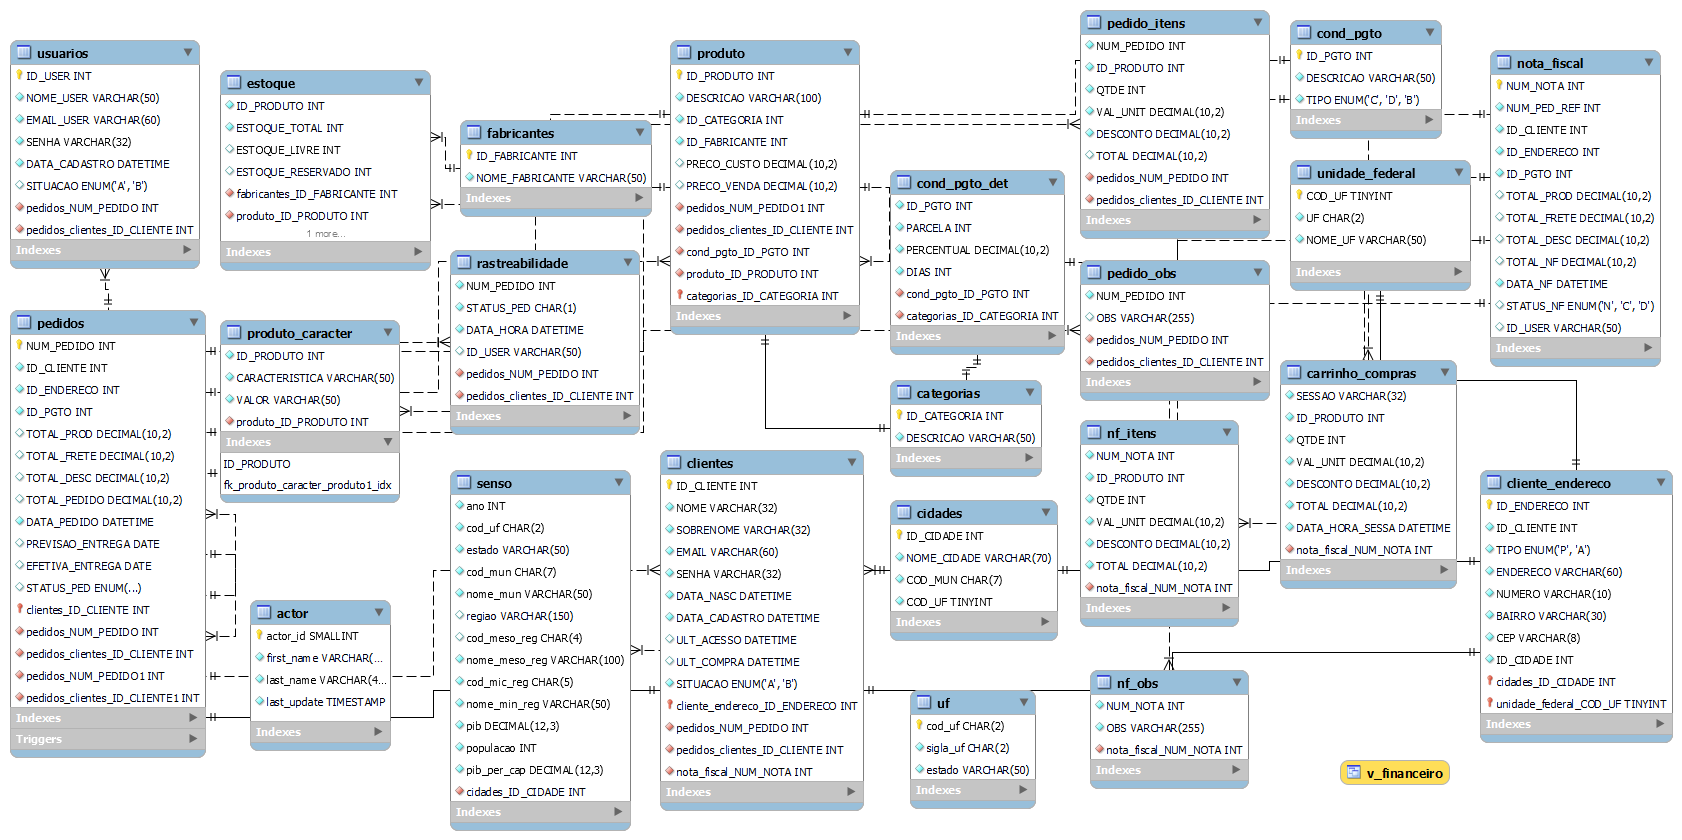 usuarios
ID_USER INT
NOME_USER VARCHAR(50)
EMAIL_USER VARCHAR(60)
SENHA VARCHAR(32)
DATA_CADASTRO DATETIME
SITUACAO ENUM('A', 'B')
pedidos_NUM_PEDIDO INT
pedidos_clientes_ID_CLIENTE INT
Indexes
estoque
ID_PRODUTO INT
ESTOQUE_TOTAL INT
ESTOQUE_LIVRE INT
ESTOQUE_RESERVADO INT
fabricantes_ID_FABRICANTE INT
produto_ID_PRODUTO INT
1 more...
Indexes
fabricantes
ID_FABRICANTE INT
NOME_FABRICANTE VARCHAR(50)
Indexes
produto
ID_PRODUTO INT
DESCRICAO VARCHAR(100)
ID_CATEGORIA INT
ID_FABRICANTE INT
PRECO_CUSTO DECIMAL(10,2)
PRECO_VENDA DECIMAL(10,2)
pedidos_NUM_PEDIDO1 INT
pedidos_clientes_ID_CLIENTE INT
cond_pgto_ID_PGTO INT
produto_ID_PRODUTO INT
categorias_ID_CATEGORIA INT
Indexes
cond_pgto_det
ID_PGTO INT
PARCELA INT
PERCENTUAL DECIMAL(10,2)
DIAS INT
cond_pgto_ID_PGTO INT
categorias_ID_CATEGORIA INT
Indexes
pedido_itens
NUM_PEDIDO INT
ID_PRODUTO INT
QTDE INT
VAL_UNIT DECIMAL(10,2)
DESCONTO DECIMAL(10,2)
TOTAL DECIMAL(10,2)
pedidos_NUM_PEDIDO INT
pedidos_clientes_ID_CLIENTE INT
Indexes
cond_pgto
ID_PGTO INT
DESCRICAO VARCHAR(50)
TIPO ENUM('C', 'D', 'B')
Indexes
nota_fiscal
NUM_NOTA INT
NUM_PED_REF INT
ID_CLIENTE INT
ID_ENDERECO INT
ID_PGTO INT
TOTAL_PROD DECIMAL(10,2)
TOTAL_FRETE DECIMAL(10,2)
TOTAL_DESC DECIMAL(10,2)
TOTAL_NF DECIMAL(10,2)
DATA_NF DATETIME
STATUS_NF ENUM('N', 'C', 'D')
ID_USER VARCHAR(50)
Indexes
unidade_federal
COD_UF TINYINT
UF CHAR(2)
NOME_UF VARCHAR(50)
Indexes
rastreabilidade
NUM_PEDIDO INT
STATUS_PED CHAR(1)
DATA_HORA DATETIME
ID_USER VARCHAR(50)
pedidos_NUM_PEDIDO INT
pedidos_clientes_ID_CLIENTE INT
Indexes
pedido_obs
NUM_PEDIDO INT
OBS VARCHAR(255)
pedidos_NUM_PEDIDO INT
pedidos_clientes_ID_CLIENTE INT
Indexes
pedidos
NUM_PEDIDO INT
ID_CLIENTE INT
ID_ENDERECO INT
ID_PGTO INT
TOTAL_PROD DECIMAL(10,2)
TOTAL_FRETE DECIMAL(10,2)
TOTAL_DESC DECIMAL(10,2)
TOTAL_PEDIDO DECIMAL(10,2)
DATA_PEDIDO DATETIME
PREVISAO_ENTREGA DATE
EFETIVA_ENTREGA DATE
STATUS_PED ENUM(...)
clientes_ID_CLIENTE INT
pedidos_NUM_PEDIDO INT
pedidos_clientes_ID_CLIENTE INT
pedidos_NUM_PEDIDO1 INT
pedidos_clientes_ID_CLIENTE1 INT
Indexes
Triggers
produto_caracter
ID_PRODUTO INT
CARACTERISTICA VARCHAR(50)
VALOR VARCHAR(50)
produto_ID_PRODUTO INT
Indexes
ID_PRODUTO
fk_produto_caracter_produto1_idx
categorias
ID_CATEGORIA INT
DESCRICAO VARCHAR(50)
Indexes
carrinho_compras
SESSAO VARCHAR(32)
ID_PRODUTO INT
QTDE INT
VAL_UNIT DECIMAL(10,2)
DESCONTO DECIMAL(10,2)
TOTAL DECIMAL(10,2)
DATA_HORA_SESSA DATETIME
nota_fiscal_NUM_NOTA INT
Indexes
nf_itens
NUM_NOTA INT
ID_PRODUTO INT
QTDE INT
VAL_UNIT DECIMAL(10,2)
DESCONTO DECIMAL(10,2)
TOTAL DECIMAL(10,2)
nota_fiscal_NUM_NOTA INT
Indexes
senso
ano INT
cod_uf CHAR(2)
estado VARCHAR(50)
cod_mun CHAR(7)
nome_mun VARCHAR(50)
regiao VARCHAR(150)
cod_meso_reg CHAR(4)
nome_meso_reg VARCHAR(100)
cod_mic_reg CHAR(5)
nome_min_reg VARCHAR(50)
pib DECIMAL(12,3)
populacao INT
pib_per_cap DECIMAL(12,3)
cidades_ID_CIDADE INT
Indexes
clientes
ID_CLIENTE INT
NOME VARCHAR(32)
SOBRENOME VARCHAR(32)
EMAIL VARCHAR(60)
SENHA VARCHAR(32)
DATA_NASC DATETIME
DATA_CADASTRO DATETIME
ULT_ACESSO DATETIME
ULT_COMPRA DATETIME
SITUACAO ENUM('A', 'B')
cliente_endereco_ID_ENDERECO INT
pedidos_NUM_PEDIDO INT
pedidos_clientes_ID_CLIENTE INT
nota_fiscal_NUM_NOTA INT
Indexes
cidades
ID_CIDADE INT
NOME_CIDADE VARCHAR(70)
COD_MUN CHAR(7)
COD_UF TINYINT
Indexes
cliente_endereco
ID_ENDERECO INT
ID_CLIENTE INT
TIPO ENUM('P', 'A')
ENDERECO VARCHAR(60)
NUMERO VARCHAR(10)
BAIRRO VARCHAR(30)
CEP VARCHAR(8)
ID_CIDADE INT
cidades_ID_CIDADE INT
unidade_federal_COD_UF TINYINT
Indexes
actor
actor_id SMALLINT
first_name VARCHAR(...
last_name VARCHAR(4...
last_update TIMESTAMP
Indexes
uf
cod_uf CHAR(2)
sigla_uf CHAR(2)
estado VARCHAR(50)
Indexes
nf_obs
NUM_NOTA INT
OBS VARCHAR(255)
nota_fiscal_NUM_NOTA INT
Indexes
v_financeiro